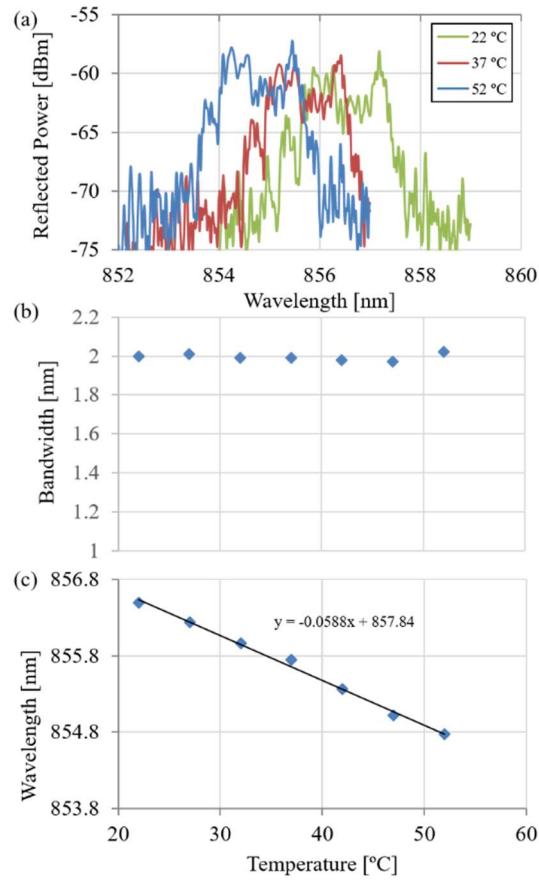 (a)
-55
-60
-65
-70
-75
Reflected Power [dBm]
22 ºC
37 ºC
52 ºC
852 854 856 858 860
Wavelength [nm]
(b)
2.2
2
1.8
1.6
1.4
1.2
1
Bandwidth [nm]
(c)
856.8
855.8
854.8
853.8
Wavelength [nm]
y = -0.0588x + 857.84
20 30 40 50 60
Temperature [ºC]